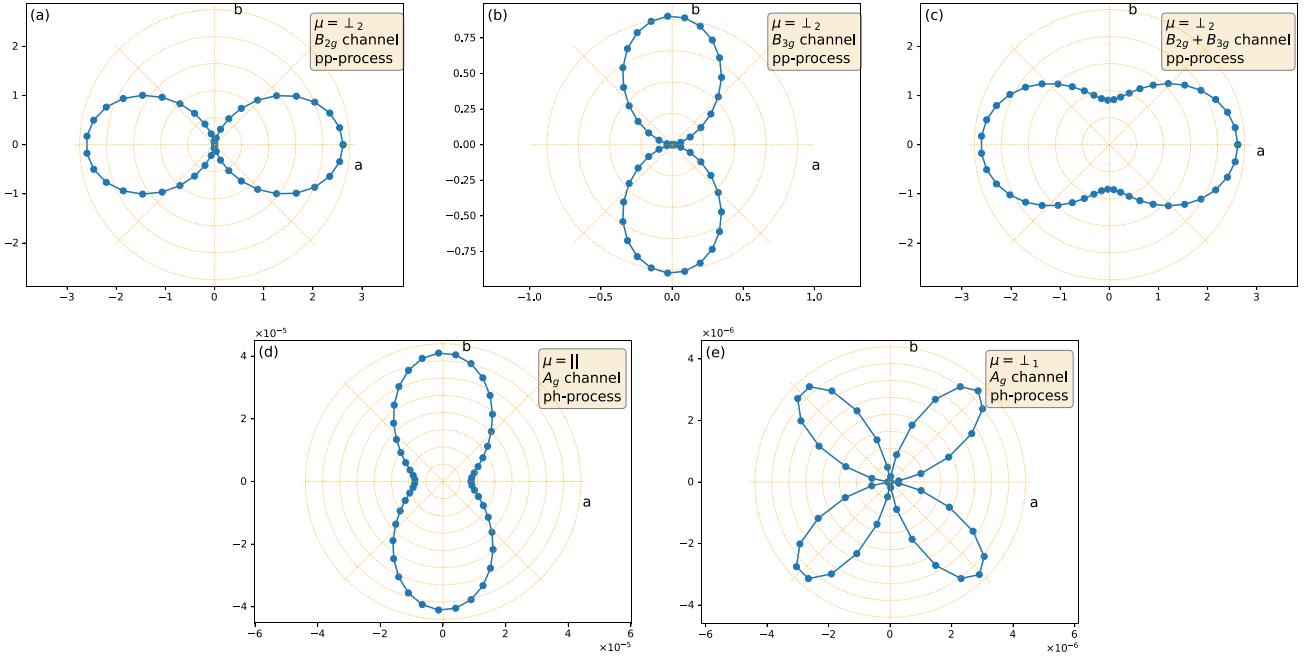 (a)
b
μ = ⊥₂
B₂g channel
pp-process
a
2
1
0
−1
−2
−3
−2
−1
0
1
2
3
(b)
b
μ = ⊥₂
B₃g channel
pp-process
a
0.75
0.50
0.25
0.00
−0.25
−0.50
−0.75
−1.0
−0.5
0.0
0.5
1.0
(c)
b
μ = ⊥₂
B₂g + B₃g channel
pp-process
a
2
1
0
−1
−2
−3
−2
−1
0
1
2
3
×10⁻⁵
(d)
b
μ = ||
A_g channel
ph-process
a
4
2
0
−2
−4
−6
−4
−2
0
2
4
6
×10⁻⁵
×10⁻⁶
(e)
b
μ = ⊥₁
A_g channel
ph-process
a
4
2
0
−2
−4
−6
−4
−2
0
2
4
6
×10⁻⁶